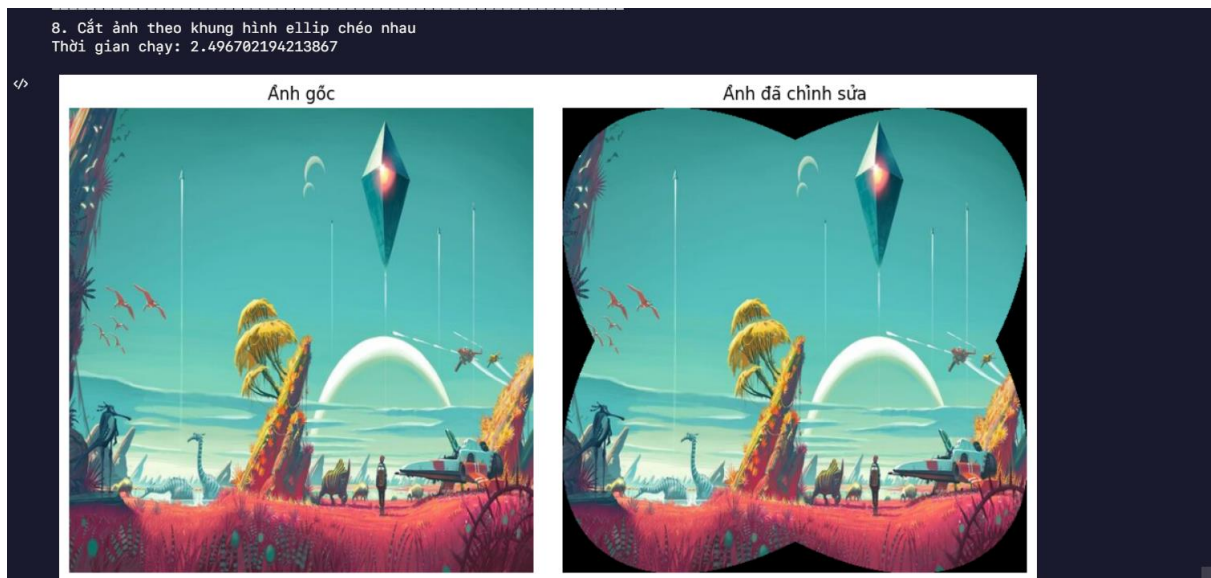 8. Cắt ảnh theo khung hình ellip chéo nhau
Thời gian chạy: 2.496702194213867
</>
Ảnh gốc
Ảnh đã chỉnh sửa